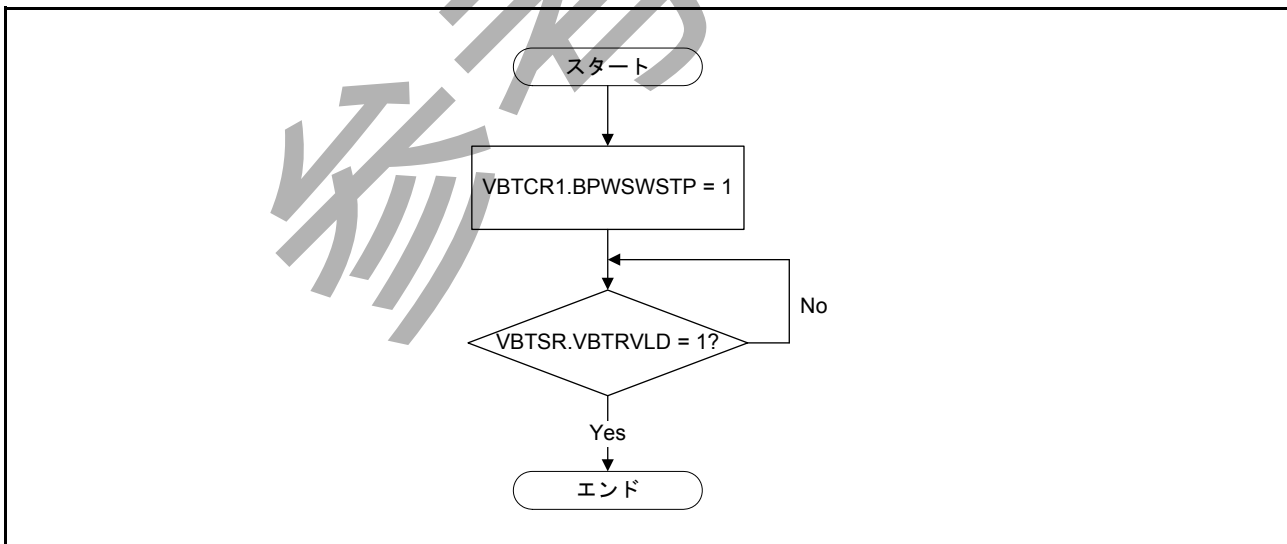 スタート
VBTCR1.BPWSWSTP = 1
VBTSR.VBTRVLD = 1?
No
Yes
エンド